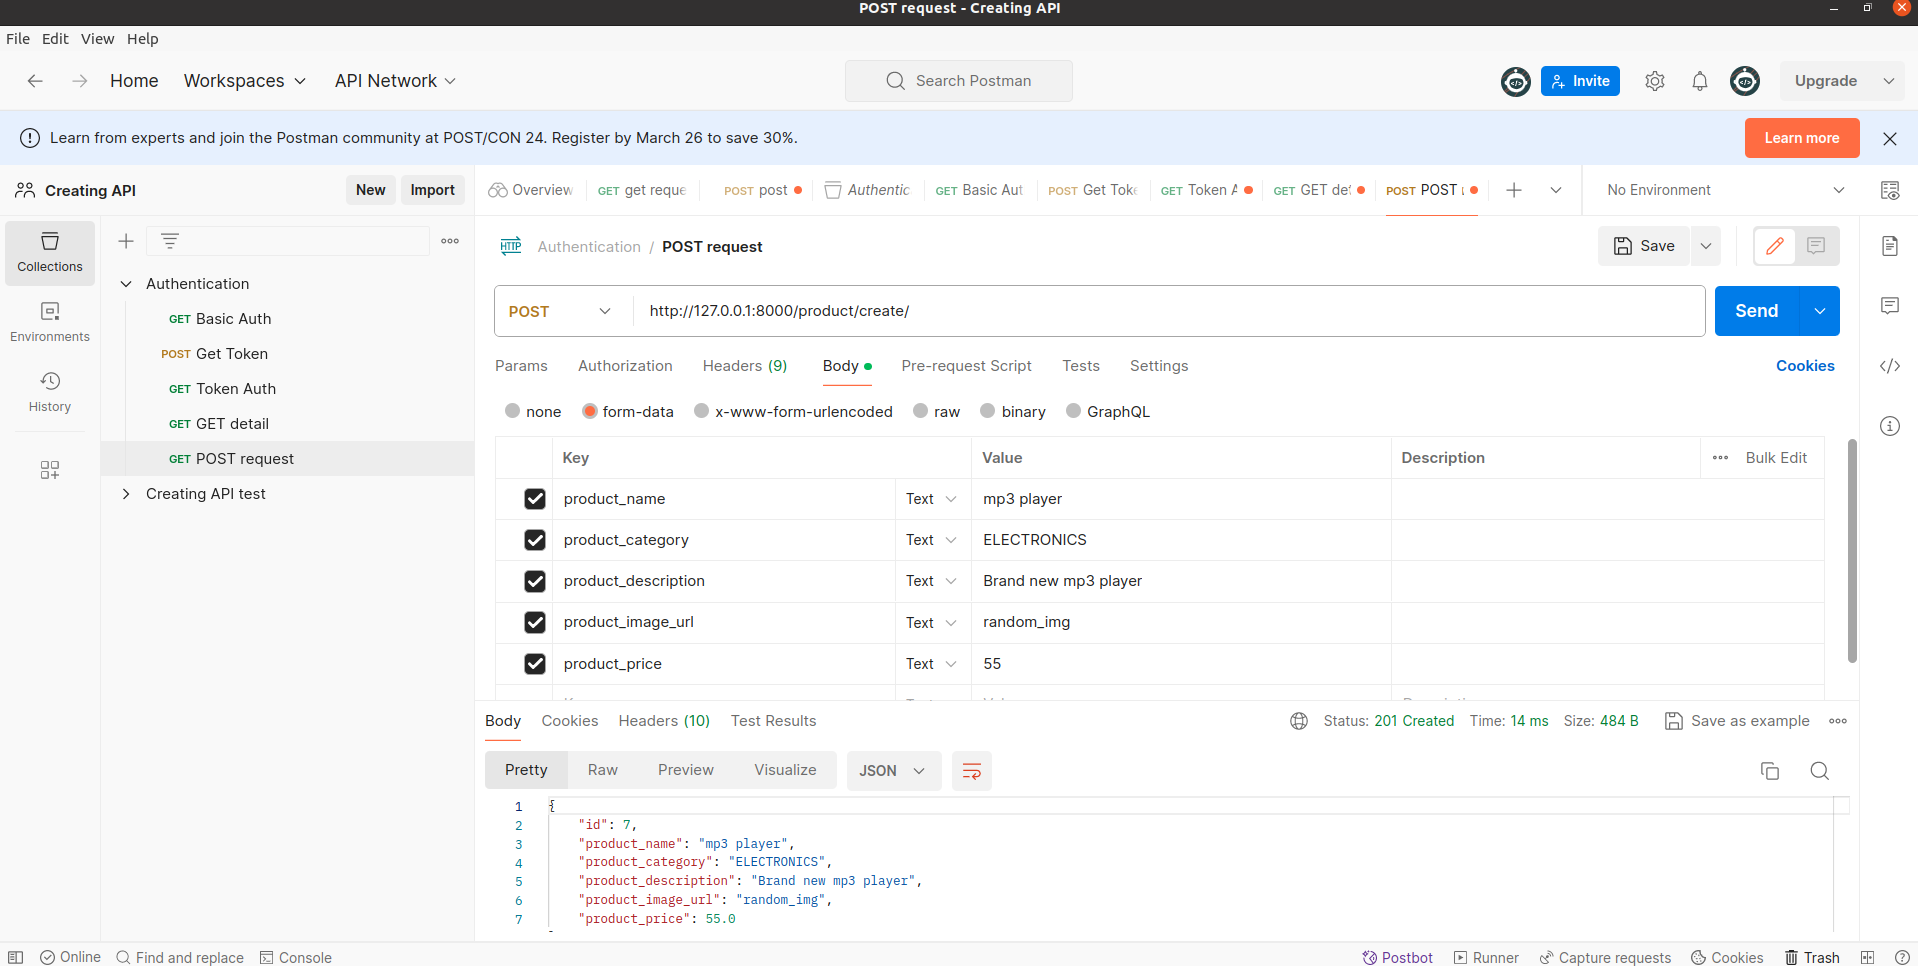 POST request - Creating API
File Edit View Help
Home Workspaces API Network Search Postman Invite Upgrade
Learn from experts and join the Postman community at POST/CON 24. Register by March 26 to save 30%. Learn more
Creating API New Import Overview GET get reque POST post Authentic GET Basic Aut POST Get Toke GET Token A GET GET det POST POST No Environment
Collections
Environments
History
Authentication
GET Basic Auth
POST Get Token
GET Token Auth
GET GET detail
GET POST request
Creating API test
HTTP Authentication / POST request Save
POST http://127.0.0.1:8000/product/create/ Send
Params Authorization Headers (9) Body Pre-request Script Tests Settings Cookies
none form-data x-www-form-urlencoded raw binary GraphQL
Key Value Description Bulk Edit
product_name Text mp3 player
product_category Text ELECTRONICS
product_description Text Brand new mp3 player
product_image_url Text random_img
product_price Text 55
Body Cookies Headers (10) Test Results Status: 201 Created Time: 14 ms Size: 484 B Save as example
Pretty Raw Preview Visualize JSON
1 {
2 "id": 7,
3 "product_name": "mp3 player",
4 "product_category": "ELECTRONICS",
5 "product_description": "Brand new mp3 player",
6 "product_image_url": "random_img",
7 "product_price": 55.0
Online Find and replace Console Postbot Runner Capture requests Cookies Trash